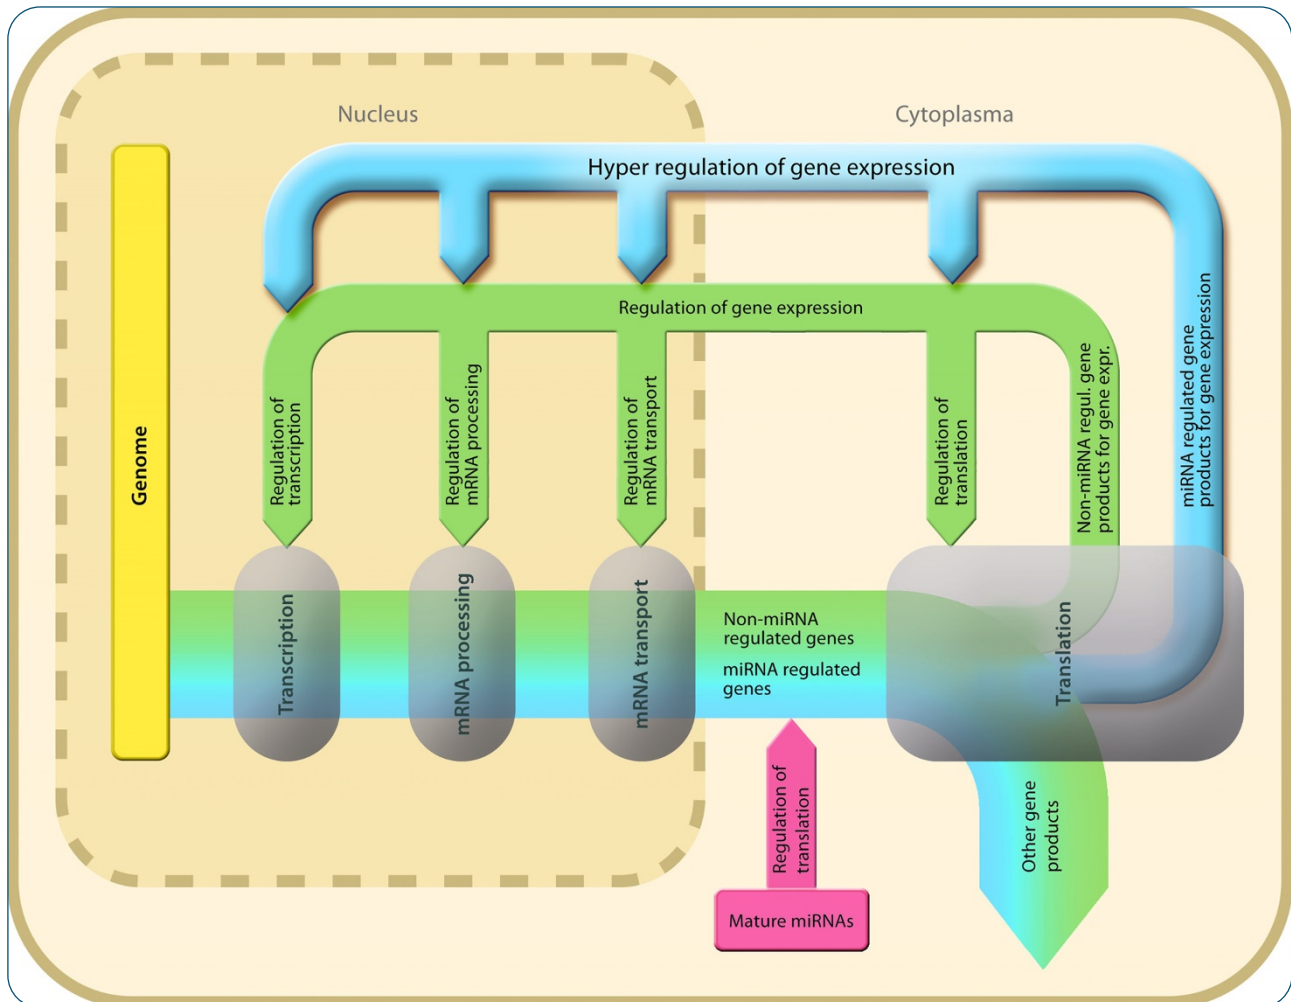 Nucleus
Cytoplasma
Hyper regulation of gene expression
Regulation of gene expression
Genome
Regulation of
transcription
Regulation of
mRNA processing
Regulation of
mRNA transport
Regulation of
translation
Non-miRNA regul. gene
products for gene expr.
miRNA regulated gene
products for gene expression
Transcription
mRNA processing
mRNA transport
Non-miRNA
regulated genes
miRNA regulated
genes
Translation
Regulation of
translation
Mature miRNAs
Other gene
products